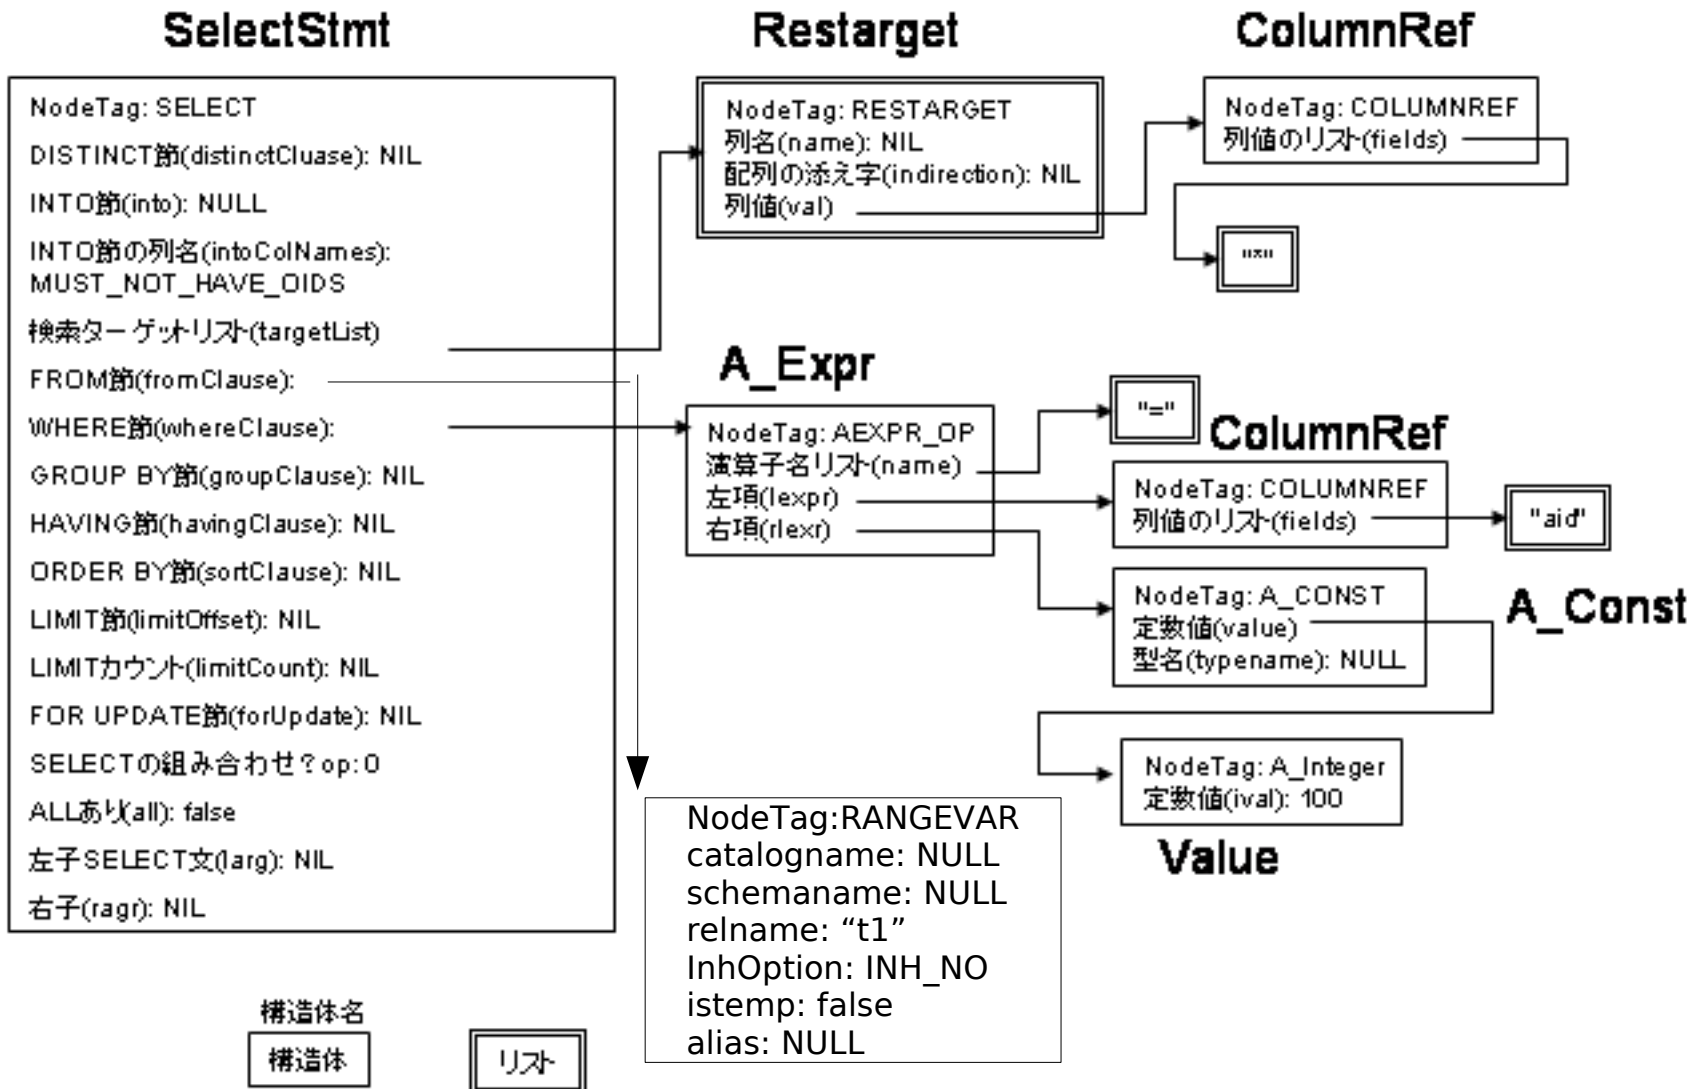 SelectStmt
NodeTag: SELECT
DISTINCT節(distinctCluase): NIL
INTO節(into): NULL
INTO節の列名(intoColNames):
MUST_NOT_HAVE_OIDS
検索ターゲットリスト(targetList)
FROM節(fromClause):
WHERE節(whereClause):
GROUP BY節(groupClause): NIL
HAVING節(havingClause): NIL
ORDER BY節(sortClause): NIL
LIMIT節(limitOffset): NIL
LIMITカウント(limitCount): NIL
FOR UPDATE節(forUpdate): NIL
SELECTの組み合わせ?op:0
ALLあり(all): false
左子SELECT文(larg): NIL
右子(ragr): NIL
Restarget
NodeTag: RESTARGET
列名(name): NIL
配列の添え字(indirection): NIL
列値(val)
ColumnRef
NodeTag: COLUMNREF
列値のリスト(fields)
"*"
A_Expr
NodeTag: AEXPR_OP
演算子名リスト(name)
左項(lexpr)
右項(rlexr)
"="
ColumnRef
NodeTag: COLUMNREF
列値のリスト(fields)
"aid"
A_Const
NodeTag: A_CONST
定数値(value)
型名(typename): NULL
NodeTag: A_Integer
定数値(ival): 100
Value
NodeTag:RANGEVAR
catalogname: NULL
schemaname: NULL
relname: “t1”
InhOption: INH_NO
istemp: false
alias: NULL
構造体名
構造体
リスト